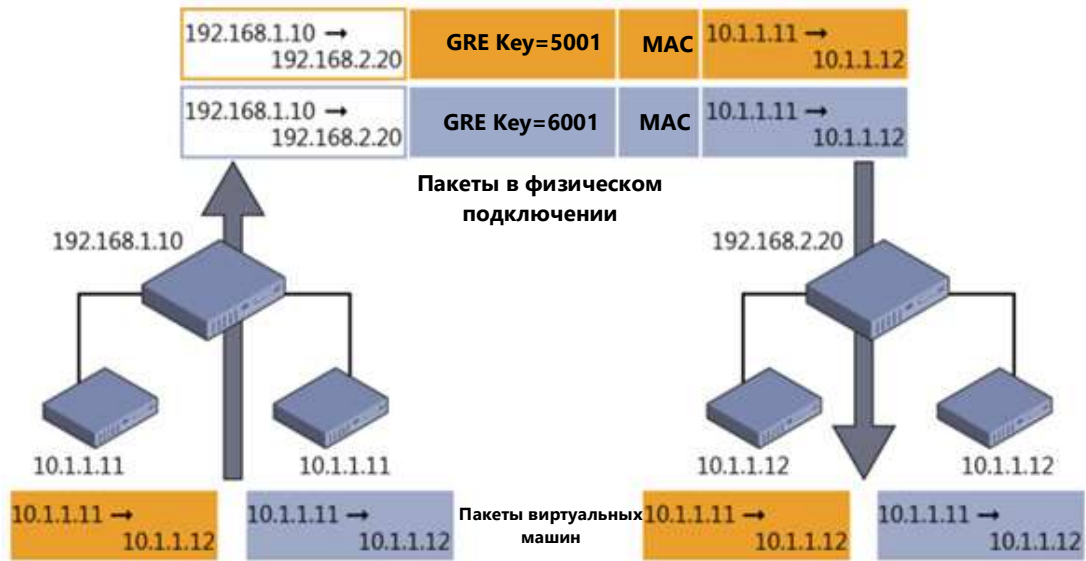 192.168.1.10 →
192.168.2.20
GRE Key=5001
MAC
10.1.1.11 →
10.1.1.12
192.168.1.10 →
192.168.2.20
GRE Key=6001
MAC
10.1.1.11 →
10.1.1.12
Пакеты в физическом
подключении
192.168.1.10
192.168.2.20
10.1.1.11
10.1.1.11
10.1.1.12
10.1.1.12
10.1.1.11 →
10.1.1.12
10.1.1.11 →
10.1.1.12
Пакеты виртуальных
машин
10.1.1.11 →
10.1.1.12
10.1.1.11 →
10.1.1.12